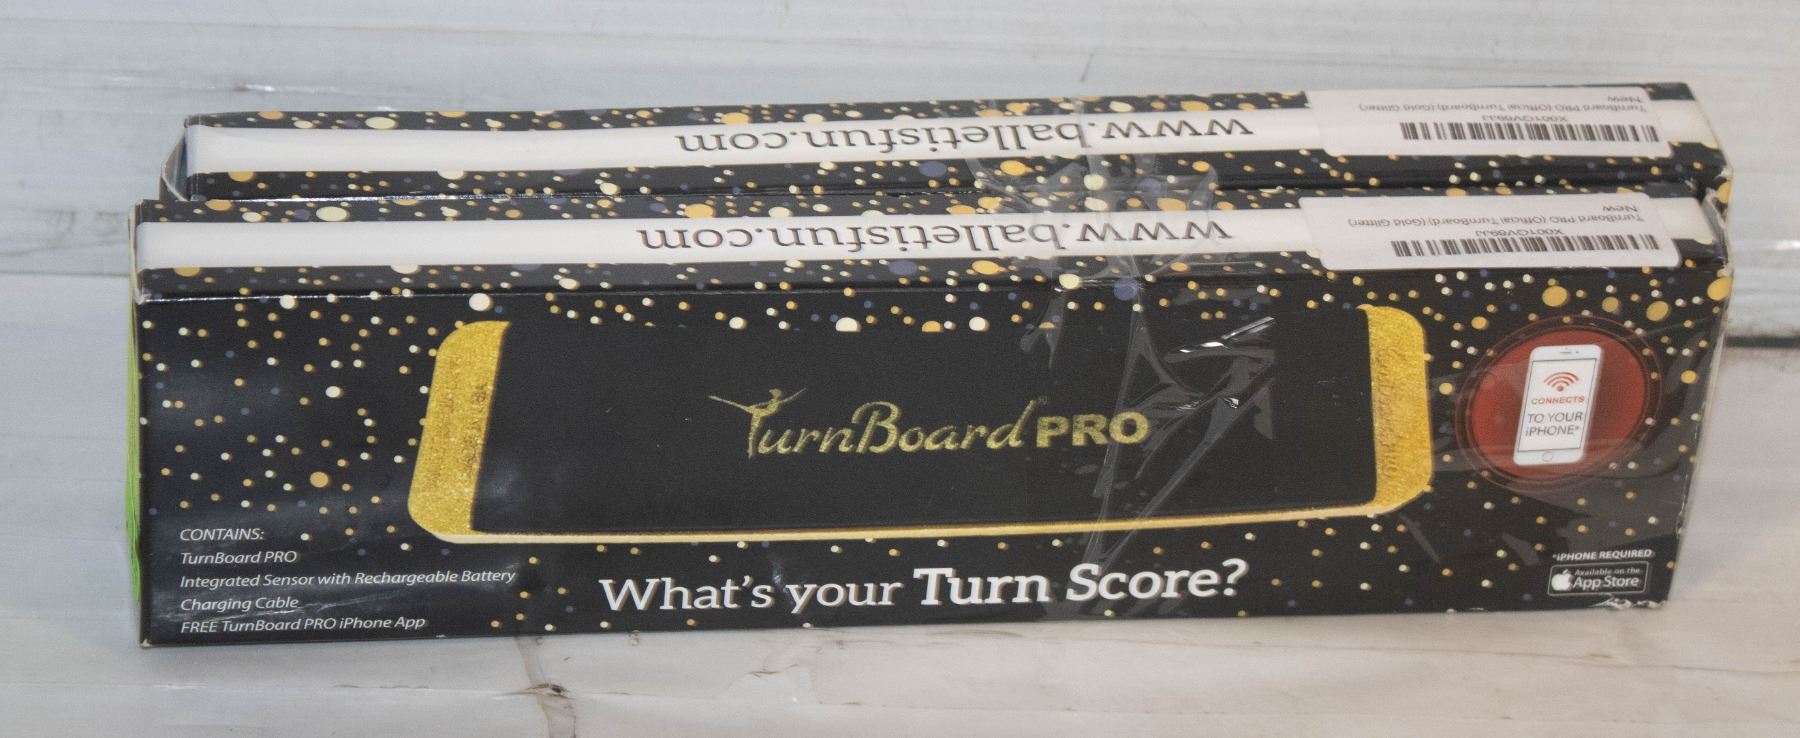 www.balletisfun.com
X001GV69JJ
TurnBoard PRO (Official TurnBoard) (Gold Glitter)
New
www.balletisfun.com
X001GV69JJ
TurnBoard PRO (Official TurnBoard) (Gold Glitter)
New
TurnBoard PRO
CONNECTS
TO YOUR
iPHONE*
CONTAINS:
TurnBoard PRO
Integrated Sensor with Rechargeable Battery
Charging Cable
FREE TurnBoard PRO iPhone App
What's your Turn Score?
*iPHONE REQUIRED
Available on the
App Store